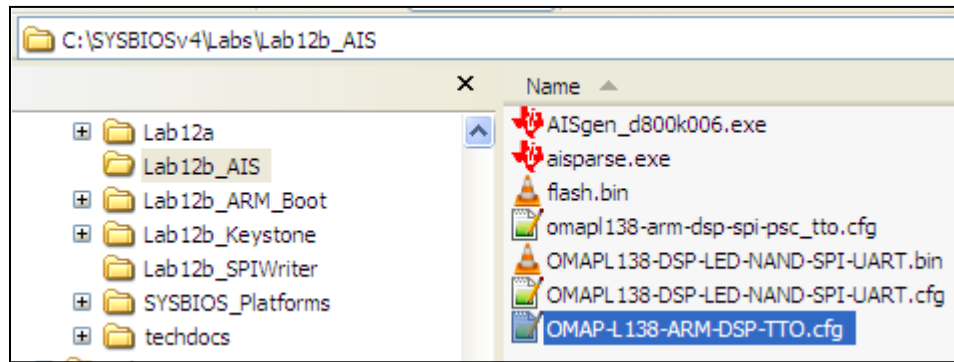 C:\SYSBIOSv4\Labs\Lab12b_AIS
Lab12a
Lab12b_AIS
Lab12b_ARM_Boot
Lab12b_Keystone
Lab12b_SPIWriter
SYSBIOS_Platforms
techdocs
Name
AISgen_d800k006.exe
aisparse.exe
flash.bin
omapl138-arm-dsp-spi-psc_tto.cfg
OMAPL138-DSP-LED-NAND-SPI-UART.bin
OMAPL138-DSP-LED-NAND-SPI-UART.cfg
OMAP-L138-ARM-DSP-TTO.cfg